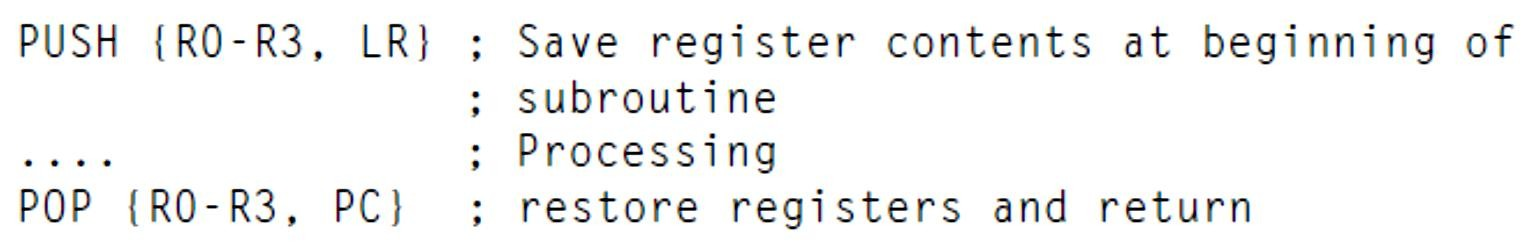 PUSH {R0-R3, LR} ; Save register contents at beginning of
; subroutine
.... ; Processing
POP {R0-R3, PC} ; restore registers and return